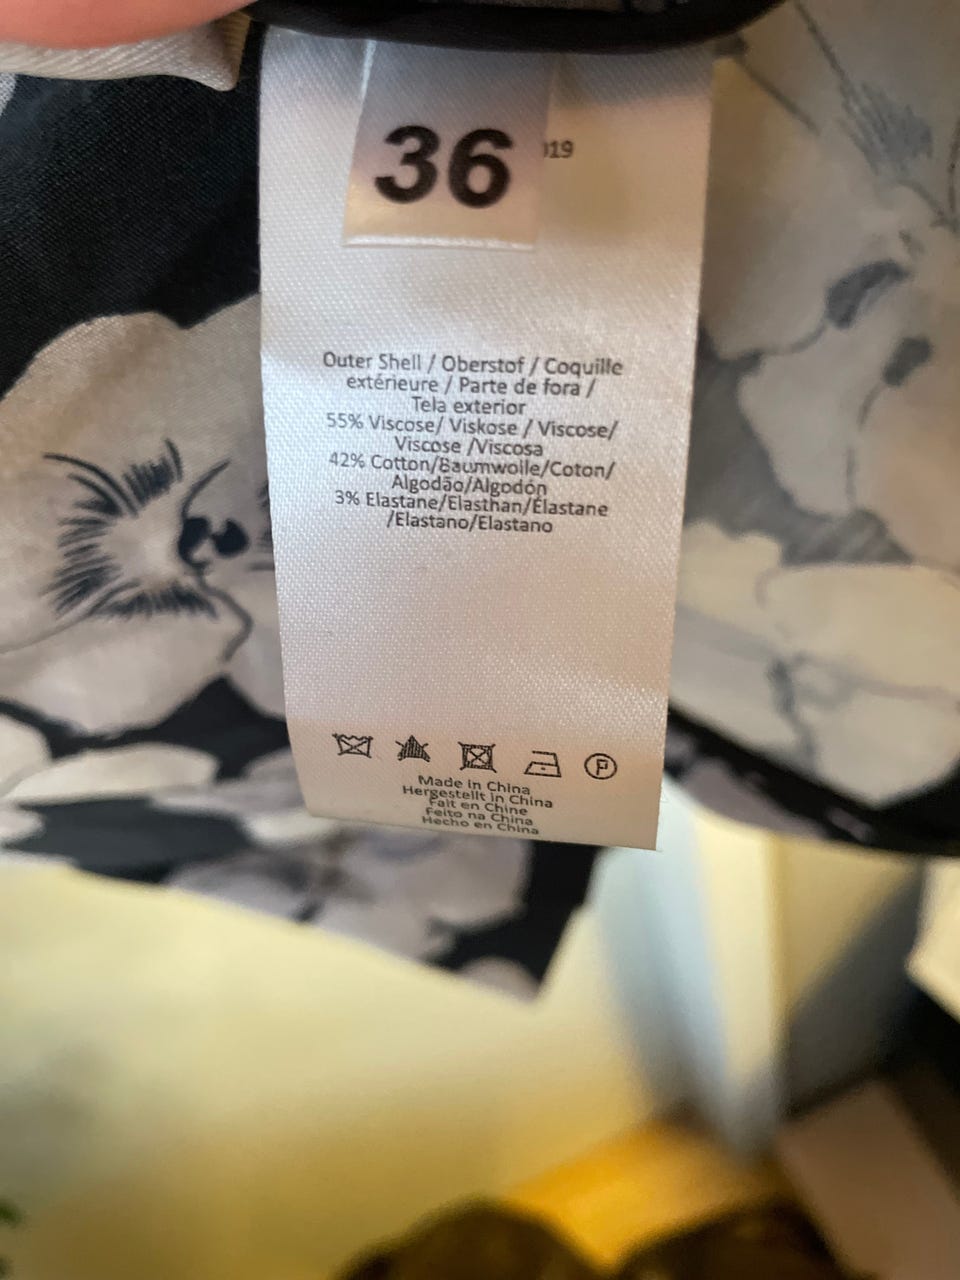 36
019
Outer Shell / Oberstof / Coquille
extérieure / Parte de fora /
Tela exterior
55% Viscose/ Viskose / Viscose/
Viscose /Viscosa
42% Cotton/Baumwolle/Coton/
Algodão/Algodón
3% Elastane/Elasthan/Élastane
/Elastano/Elastano
P
Made in China
Hergestellt in China
Fait en Chine
Feito na China
Hecho en China